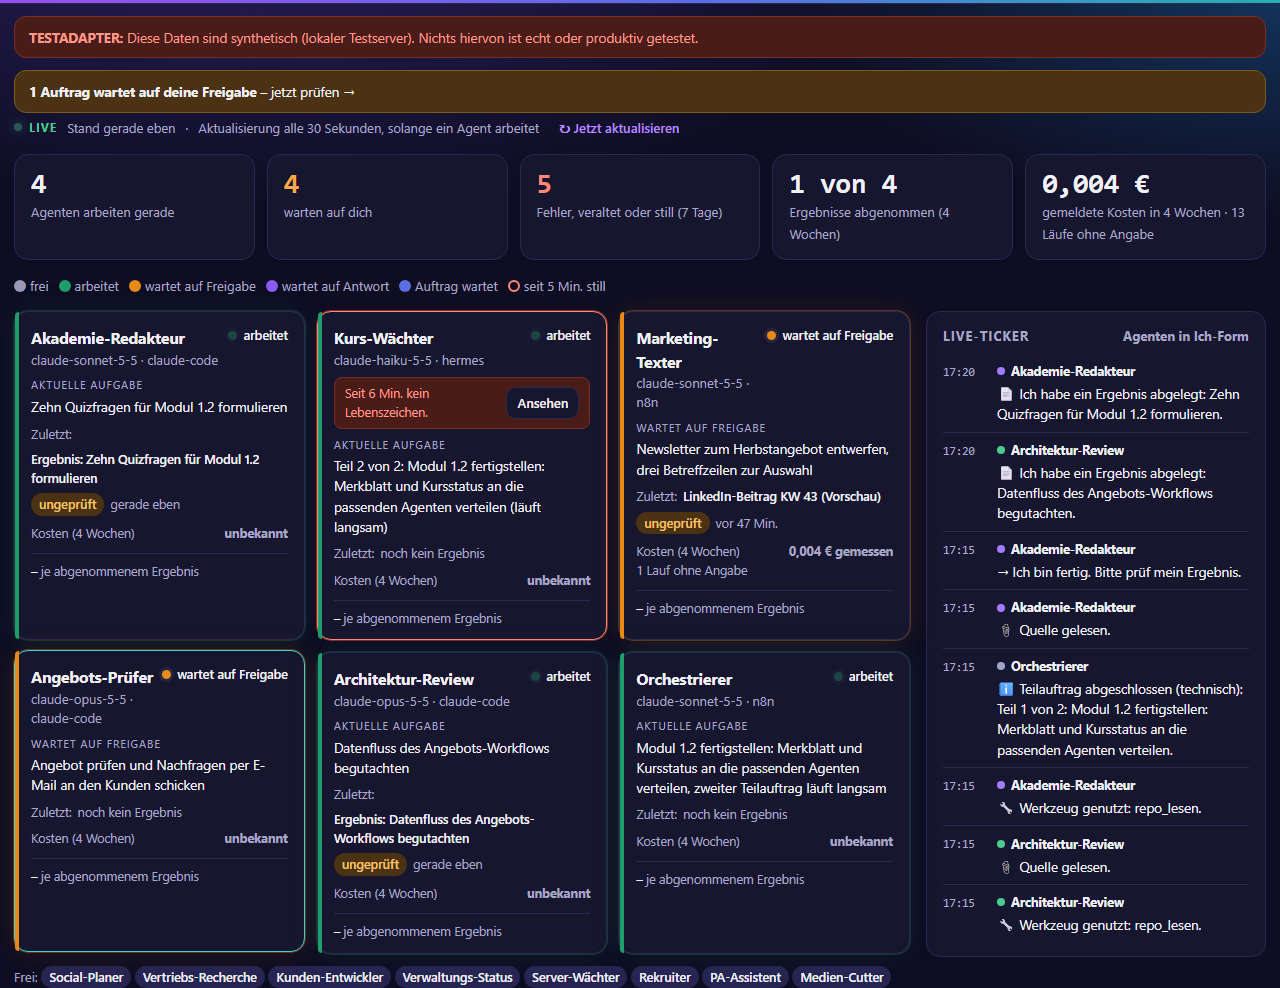 TESTADAPTER: Diese Daten sind synthetisch (lokaler Testserver). Nichts hiervon ist echt oder produktiv getestet.
1 Auftrag wartet auf deine Freigabe – jetzt prüfen →
LIVE Stand gerade eben · Aktualisierung alle 30 Sekunden, solange ein Agent arbeitet ↻ Jetzt aktualisieren
4
Agenten arbeiten gerade
4
warten auf dich
5
Fehler, veraltet oder still (7 Tage)
1 von 4
Ergebnisse abgenommen (4
Wochen)
0,004 €
gemeldete Kosten in 4 Wochen · 13
Läufe ohne Angabe
frei arbeitet wartet auf Freigabe wartet auf Antwort Auftrag wartet seit 5 Min. still
Akademie-Redakteur arbeitet
claude-sonnet-5-5 · claude-code
AKTUELLE AUFGABE
Zehn Quizfragen für Modul 1.2 formulieren
Zuletzt:
Ergebnis: Zehn Quizfragen für Modul 1.2
formulieren
ungeprüft gerade eben
Kosten (4 Wochen) unbekannt
– je abgenommenem Ergebnis
Kurs-Wächter arbeitet
claude-haiku-5-5 · hermes
Seit 6 Min. kein
Lebenszeichen.
Ansehen
AKTUELLE AUFGABE
Teil 2 von 2: Modul 1.2 fertigstellen:
Merkblatt und Kursstatus an die
passenden Agenten verteilen (läuft
langsam)
Zuletzt: noch kein Ergebnis
Kosten (4 Wochen) unbekannt
– je abgenommenem Ergebnis
Marketing-
Texter
wartet auf Freigabe
claude-sonnet-5-5 ·
n8n
WARTET AUF FREIGABE
Newsletter zum Herbstangebot entwerfen,
drei Betreffzeilen zur Auswahl
Zuletzt: LinkedIn-Beitrag KW 43 (Vorschau)
ungeprüft vor 47 Min.
Kosten (4 Wochen) 0,004 € gemessen
1 Lauf ohne Angabe
– je abgenommenem Ergebnis
Angebots-Prüfer wartet auf Freigabe
claude-opus-5-5 ·
claude-code
WARTET AUF FREIGABE
Angebot prüfen und Nachfragen per E-
Mail an den Kunden schicken
Zuletzt: noch kein Ergebnis
Kosten (4 Wochen) unbekannt
– je abgenommenem Ergebnis
Architektur-Review arbeitet
claude-opus-5-5 · claude-code
AKTUELLE AUFGABE
Datenfluss des Angebots-Workflows
begutachten
Zuletzt:
Ergebnis: Datenfluss des Angebots-
Workflows begutachten
ungeprüft gerade eben
Kosten (4 Wochen) unbekannt
– je abgenommenem Ergebnis
Orchestrierer arbeitet
claude-sonnet-5-5 · n8n
AKTUELLE AUFGABE
Modul 1.2 fertigstellen: Merkblatt und
Kursstatus an die passenden Agenten
verteilen, zweiter Teilauftrag läuft langsam
Zuletzt: noch kein Ergebnis
Kosten (4 Wochen) unbekannt
– je abgenommenem Ergebnis
LIVE-TICKER Agenten in Ich-Form
17:20 Akademie-Redakteur
📄 Ich habe ein Ergebnis abgelegt: Zehn
Quizfragen für Modul 1.2 formulieren.
17:20 Architektur-Review
📄 Ich habe ein Ergebnis abgelegt:
Datenfluss des Angebots-Workflows
begutachten.
17:15 Akademie-Redakteur
→ Ich bin fertig. Bitte prüf mein Ergebnis.
17:15 Akademie-Redakteur
📎 Quelle gelesen.
17:15 Orchestrierer
ℹ️ Teilauftrag abgeschlossen (technisch):
Teil 1 von 2: Modul 1.2 fertigstellen:
Merkblatt und Kursstatus an die
passenden Agenten verteilen.
17:15 Akademie-Redakteur
🔧 Werkzeug genutzt: repo_lesen.
17:15 Architektur-Review
📎 Quelle gelesen.
17:15 Architektur-Review
🔧 Werkzeug genutzt: repo_lesen.
Frei: Social-Planer Vertriebs-Recherche Kunden-Entwickler Verwaltungs-Status Server-Wächter Rekruiter PA-Assistent Medien-Cutter